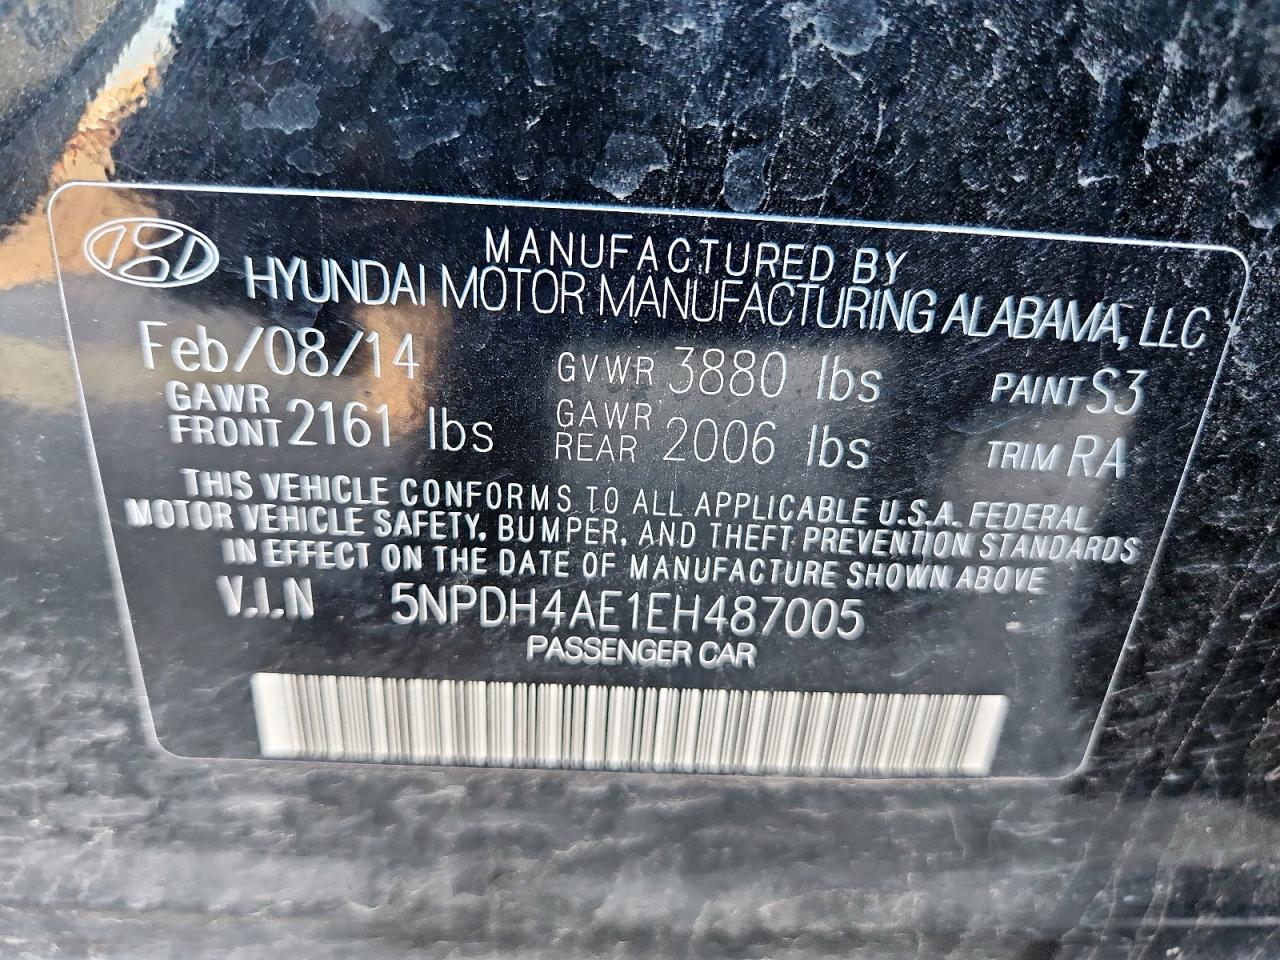 MANUFACTURED BY
HYUNDAI MOTOR MANUFACTURING ALABAMA, LLC
Feb/08/14 GVWR 3880 lbs PAINT S3
GAWR FRONT 2161 lbs GAWR REAR 2006 lbs TRIM RA
THIS VEHICLE CONFORMS TO ALL APPLICABLE U.S.A. FEDERAL
MOTOR VEHICLE SAFETY, BUMPER, AND THEFT PREVENTION STANDARDS
IN EFFECT ON THE DATE OF MANUFACTURE SHOWN ABOVE
V.I.N 5NPDH4AE1EH487005
PASSENGER CAR